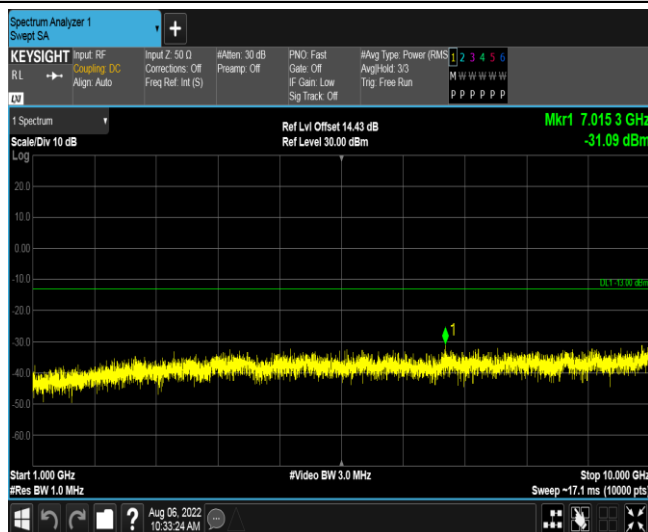 Spectrum Analyzer 1
Swept SA
+
KEYSIGHT Input: RF Input Z: 50 Ω #Atten: 30 dB PNO: Fast #Avg Type: Power (RMS 1 2 3 4 5 6
RL Coupling: DC Corrections: Off Preamp: Off Gate: Off Avg|Hold: 3/3 M W W W W W
Align: Auto Freq Ref: Int (S) IF Gain: Low Trig: Free Run
Sig Track: Off P P P P P P
LXI
1 Spectrum Ref Lvl Offset 14.43 dB Mkr1 7.015 3 GHz
Scale/Div 10 dB Ref Level 30.00 dBm -31.09 dBm
Log
20.0
10.0
0.00
-10.0
DL1 -13.00 dBm
-20.0
-30.0
1
-40.0
-50.0
-60.0
Start 1.000 GHz #Video BW 3.0 MHz Stop 10.000 GHz
#Res BW 1.0 MHz Sweep ~17.1 ms (10000 pts)
? Aug 06, 2022
10:33:24 AM